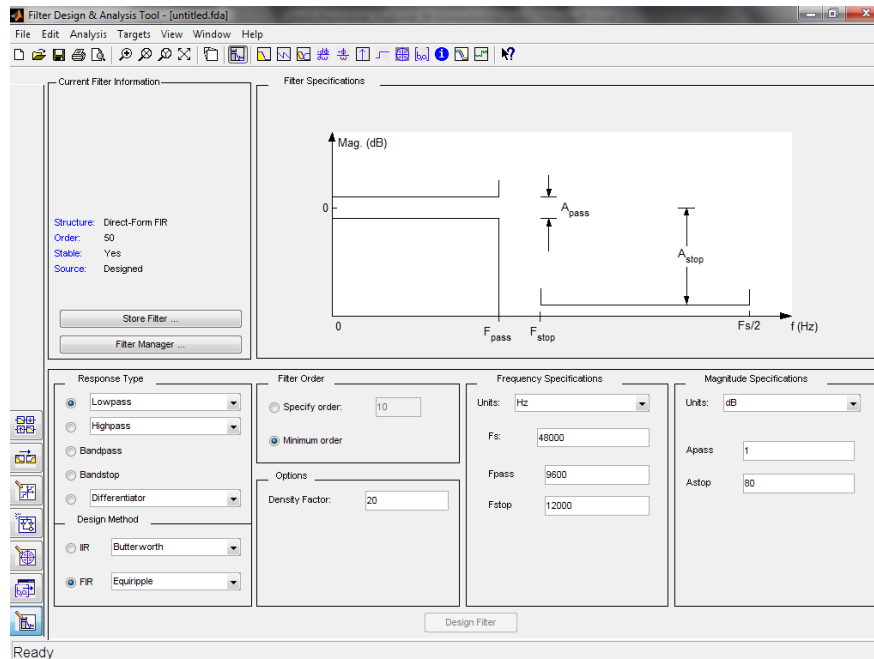 Filter Design & Analysis Tool - [untitled.fda]
File Edit Analysis Targets View Window Help
Current Filter Information
Structure: Direct-Form FIR
Order: 50
Stable: Yes
Source: Designed
Store Filter ...
Filter Manager ...
Filter Specifications
Mag. (dB)
0
Apass
Astop
0
Fpass
Fstop
Fs/2
f (Hz)
Response Type
Lowpass
Highpass
Bandpass
Bandstop
Differentiator
Design Method
IIR Butterworth
FIR Equiripple
Filter Order
Specify order: 10
Minimum order
Options
Density Factor: 20
Frequency Specifications
Units: Hz
Fs: 48000
Fpass 9600
Fstop 12000
Magnitude Specifications
Units: dB
Apass 1
Astop 80
Design Filter
Ready